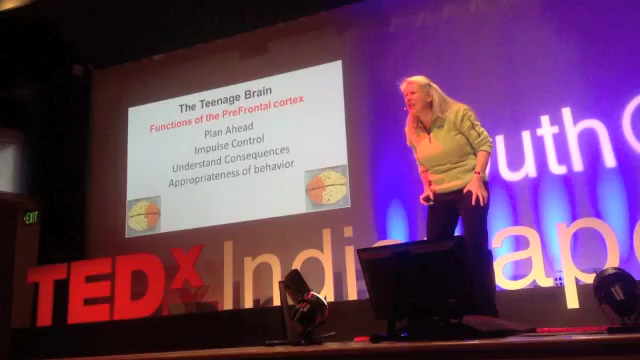 The Teenage Brain
Functions of the PreFrontal cortex
Plan Ahead
Impulse Control
Understand Consequences
Appropriateness of behavior
outh
EXIT
TEDx